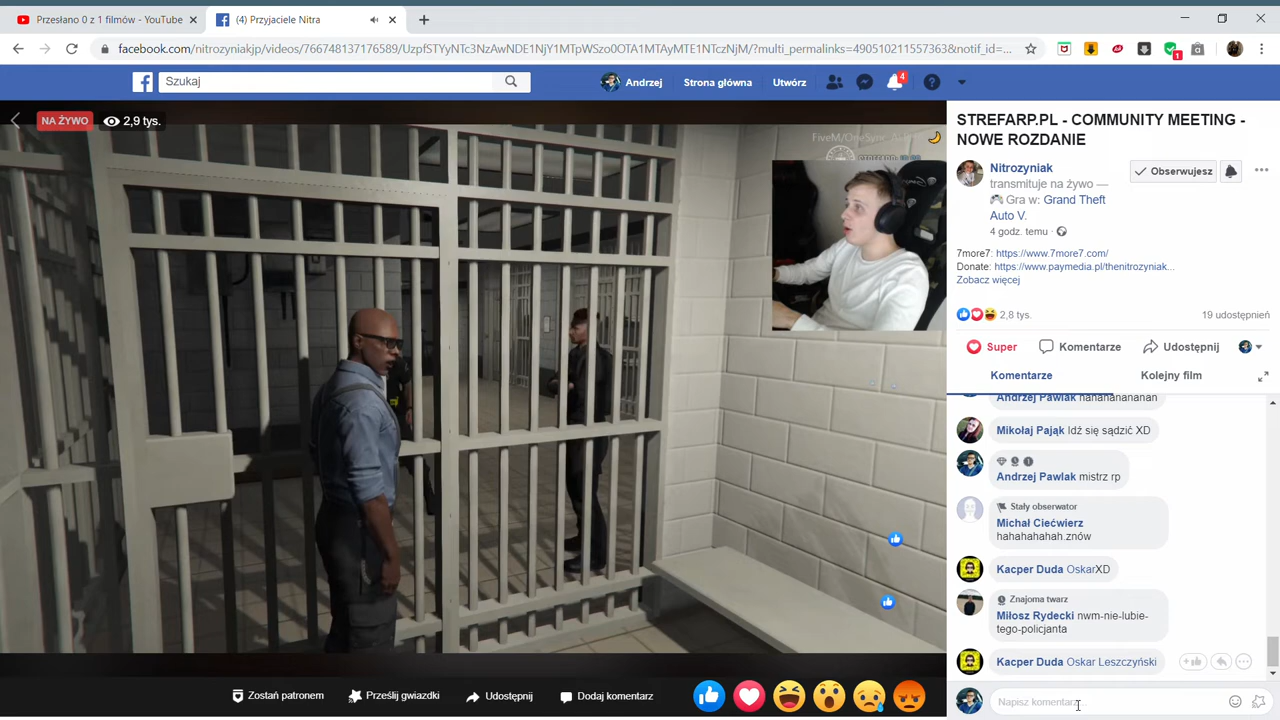 Przesłano 0 z 1 filmów - YouTube
(4) Przyjaciele Nitra
facebook.com/nitrozyniakjp/videos/766748137176589/UzpfSTYyNTc3NzAwNDE1NjY1MTpWSzo0OTA1MTAyMTE1NTczNjM/?multi_permalinks=490510211557363&notif_id=...
1
Szukaj
Andrzej
Strona główna
Utwórz
4
NA ŻYWO
2,9 tys.
STREFARP.PL - COMMUNITY MEETING -
NOWE ROZDANIE
Nitrozyniak
Obserwujesz
transmituje na żywo —
Gra w: Grand Theft
Auto V.
4 godz. temu ·
7more7: https://www.7more7.com/
Donate: https://www.paymedia.pl/thenitrozyniak...
Zobacz więcej
2,8 tys.
19 udostępnień
Super
Komentarze
Udostępnij
Komentarze
Kolejny film
Andrzej Pawlak hahahahahahah
Mikołaj Pająk Idź się sądzić XD
1
Andrzej Pawlak mistrz rp
Stały obserwator
Michał Ciećwierz
hahahahahah.znów
Kacper Duda OskarXD
Znajoma twarz
Miłosz Rydecki nwm-nie-lubie-
tego-policjanta
Kacper Duda Oskar Leszczyński
+
Napisz komentarz
Zostań patronem
Prześlij gwiazdki
Udostępnij
Dodaj komentarz